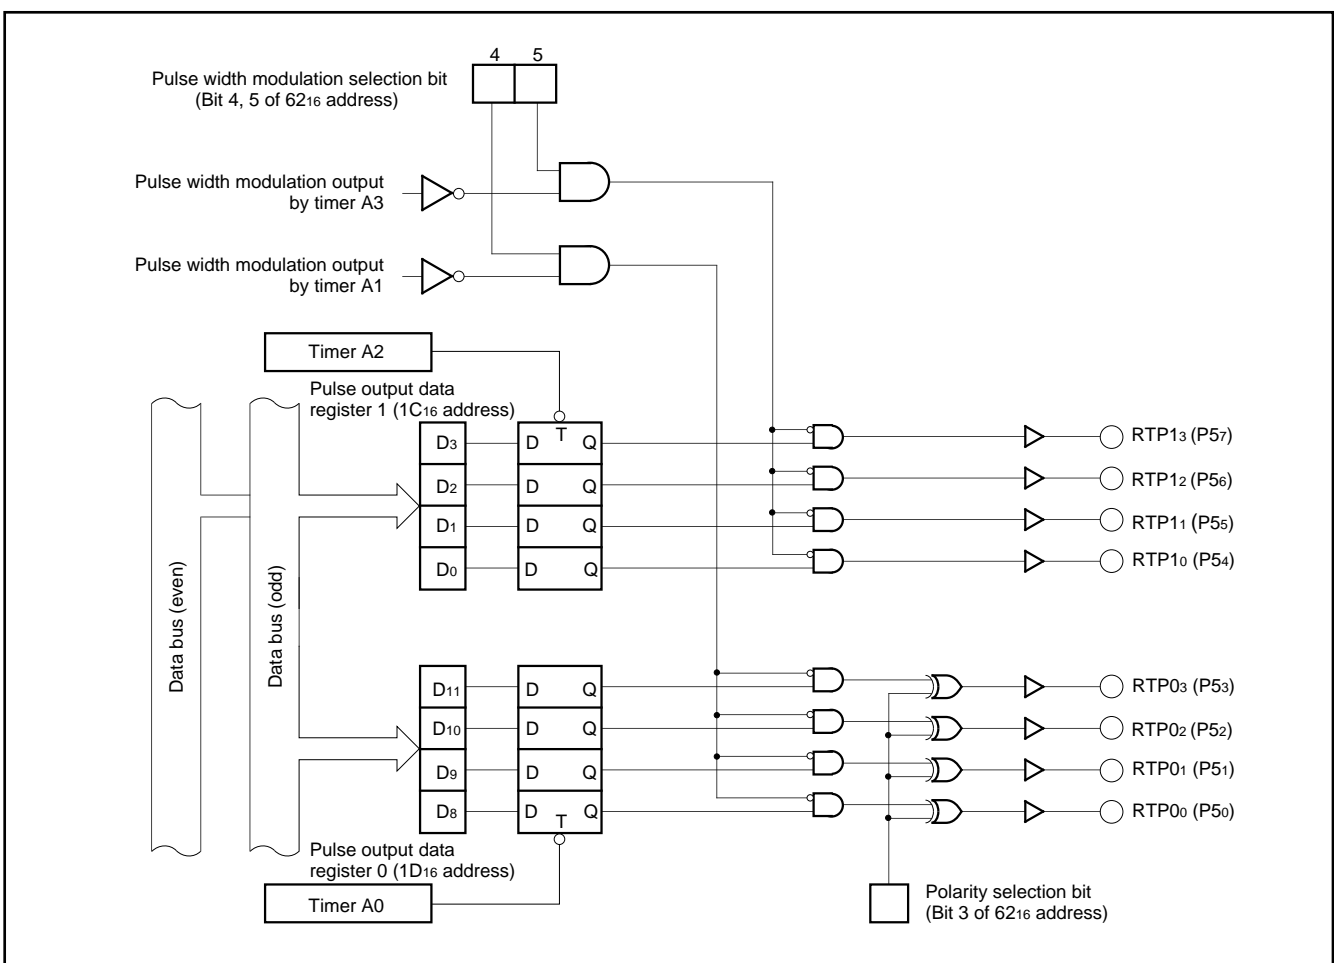 4 5
Pulse width modulation selection bit
(Bit 4, 5 of 6216 address)
Pulse width modulation output
by timer A3
Pulse width modulation output
by timer A1
Timer A2
Pulse output data
register 1 (1C16 address)
D3 D T Q
D2 D Q
D1 D Q
D0 D Q
RTP13 (P57)
RTP12 (P56)
RTP11 (P55)
RTP10 (P54)
Data bus (even)
Data bus (odd)
D11 D Q
D10 D Q
D9 D Q
D8 D T Q
RTP03 (P53)
RTP02 (P52)
RTP01 (P51)
RTP00 (P50)
Pulse output data
register 0 (1D16 address)
Timer A0
Polarity selection bit
(Bit 3 of 6216 address)